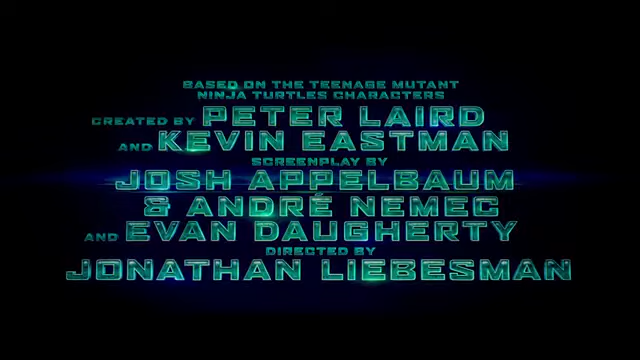 BASED ON THE TEENAGE MUTANT
NINJA TURTLES CHARACTERS
CREATED BY PETER LAIRD
AND KEVIN EASTMAN
SCREENPLAY BY
JOSH APPELBAUM
& ANDRÉ NEMEC
AND EVAN DAUGHERTY
DIRECTED BY
JONATHAN LIEBESMAN